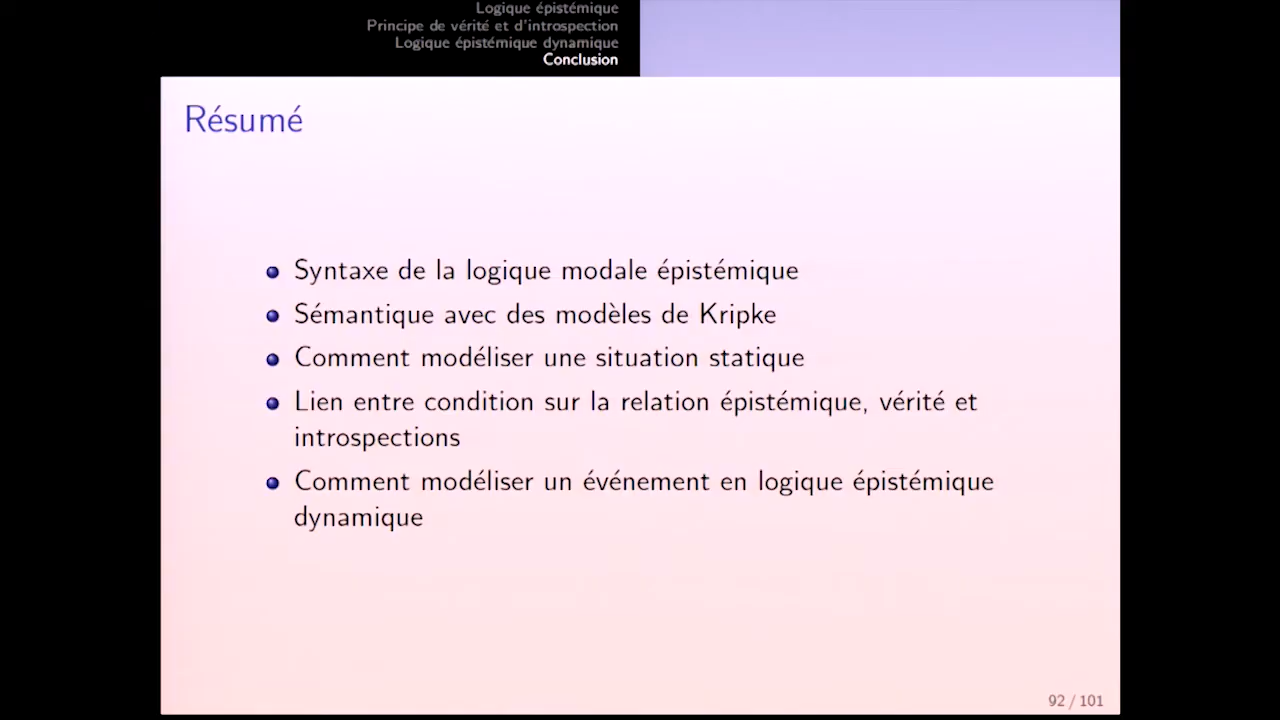 Logique épistémique
Principe de vérité et d'introspection
Logique épistémique dynamique
Conclusion
Résumé
Syntaxe de la logique modale épistémique
Sémantique avec des modèles de Kripke
Comment modéliser une situation statique
Lien entre condition sur la relation épistémique, vérité et
introspections
Comment modéliser un événement en logique épistémique
dynamique
92 / 101